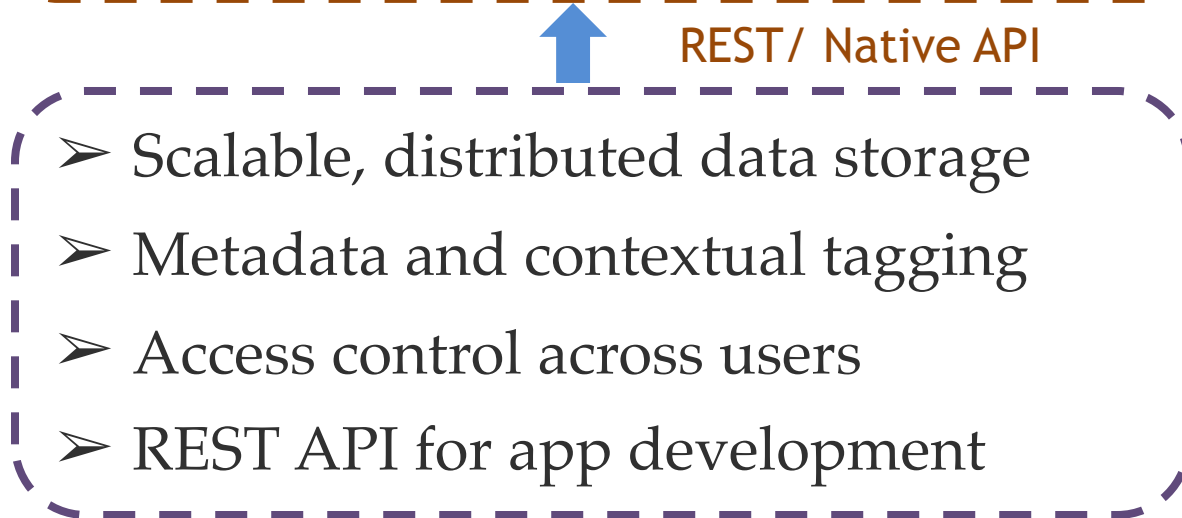 REST/ Native API
➢ Scalable, distributed data storage
➢ Metadata and contextual tagging
➢ Access control across users
➢ REST API for app development